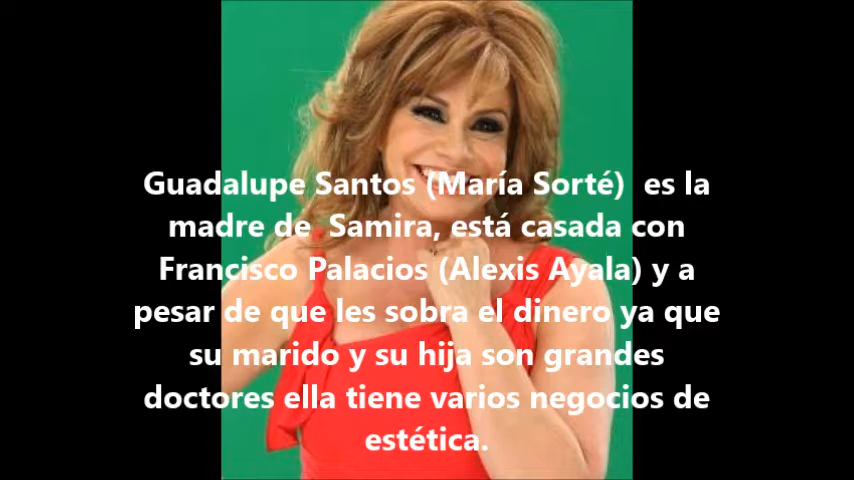 Guadalupe Santos (María Sorté)  es la
madre de  Samira, está casada con
Francisco Palacios (Alexis Ayala) y a
pesar de que les sobra el dinero ya que
su marido y su hija son grandes
doctores ella tiene varios negocios de
estética.